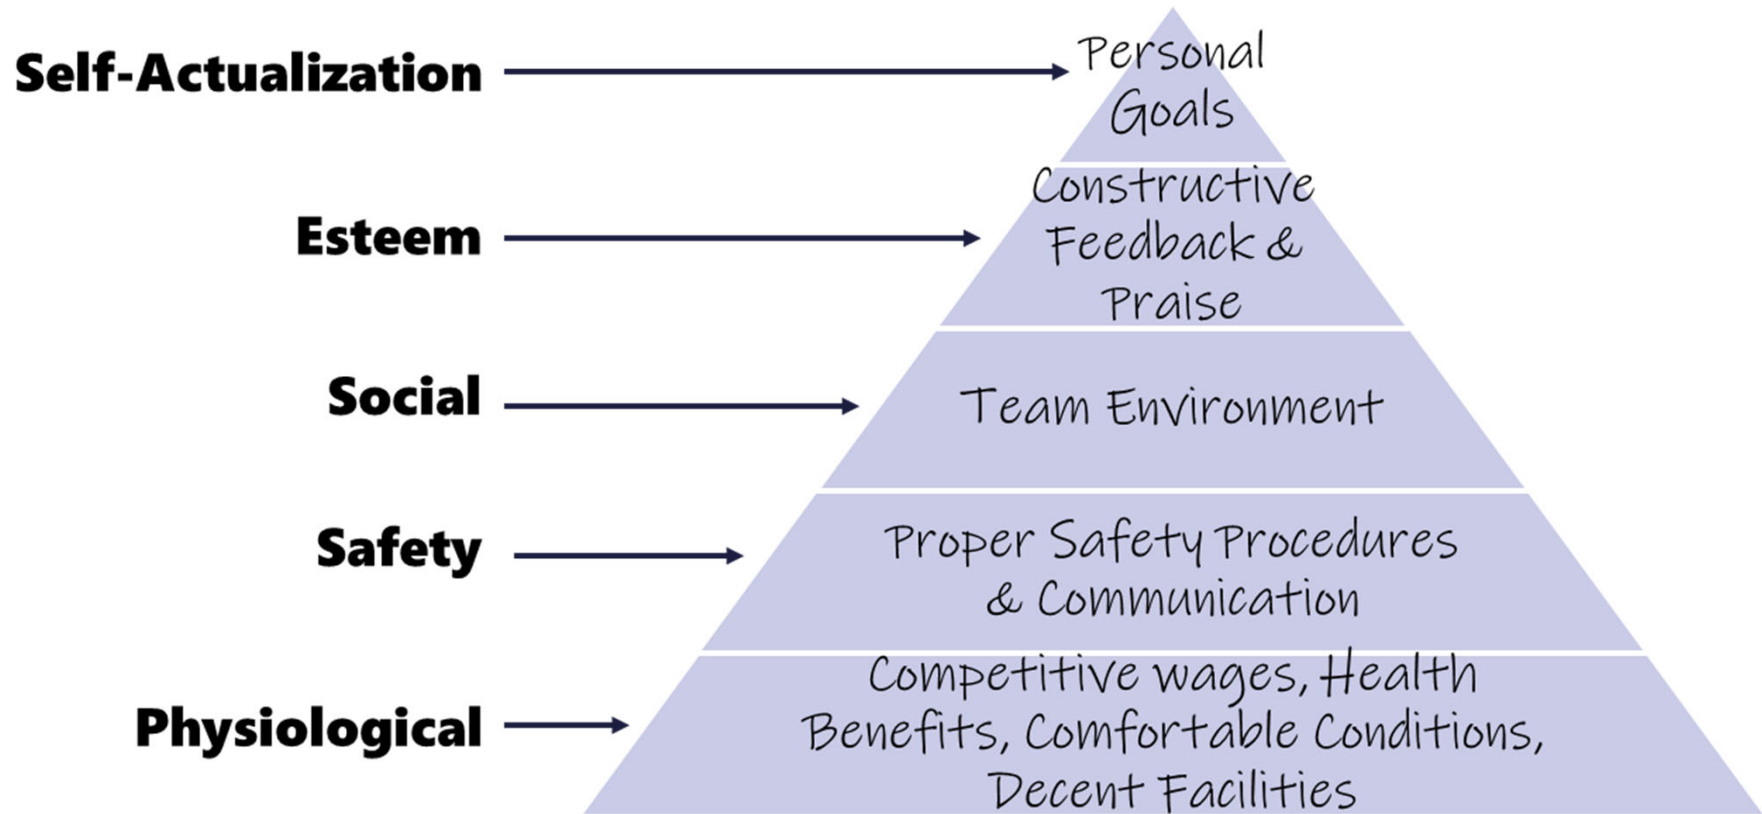 Self-Actualization
Personal
Goals
Esteem
Constructive
Feedback &
Praise
Social
Team Environment
Safety
Proper Safety Procedures
& Communication
Physiological
Competitive wages, Health
Benefits, Comfortable Conditions,
Decent Facilities